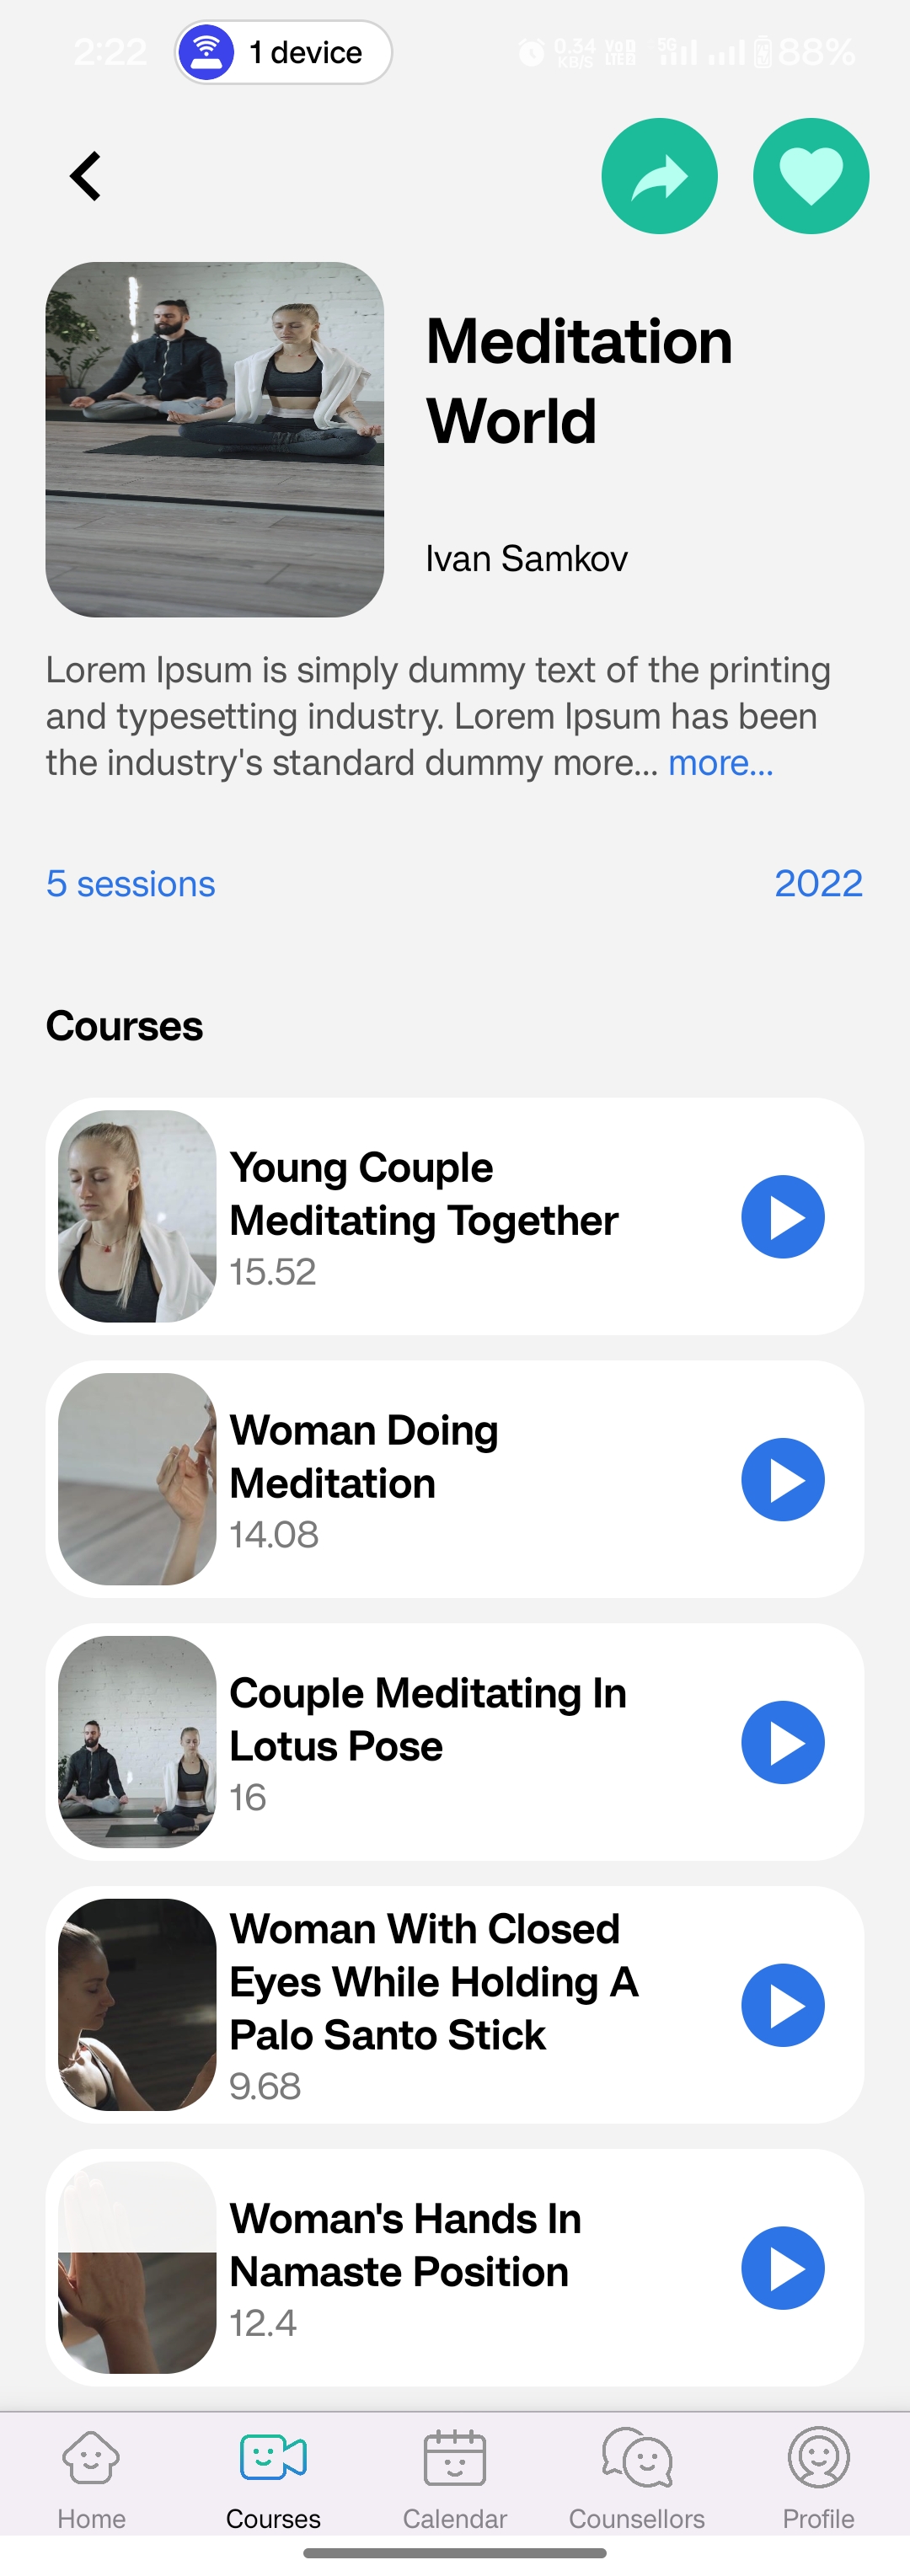 2:22
1 device
0.34
KB/S
VoD
LTEB
5G
88%
Meditation
World
Ivan Samkov
Lorem Ipsum is simply dummy text of the printing
and typesetting industry. Lorem Ipsum has been
the industry's standard dummy more... more...
5 sessions
2022
Courses
Young Couple
Meditating Together
15.52
Woman Doing
Meditation
14.08
Couple Meditating In
Lotus Pose
16
Woman With Closed
Eyes While Holding A
Palo Santo Stick
9.68
Woman's Hands In
Namaste Position
12.4
Home
Courses
Calendar
Counsellors
Profile